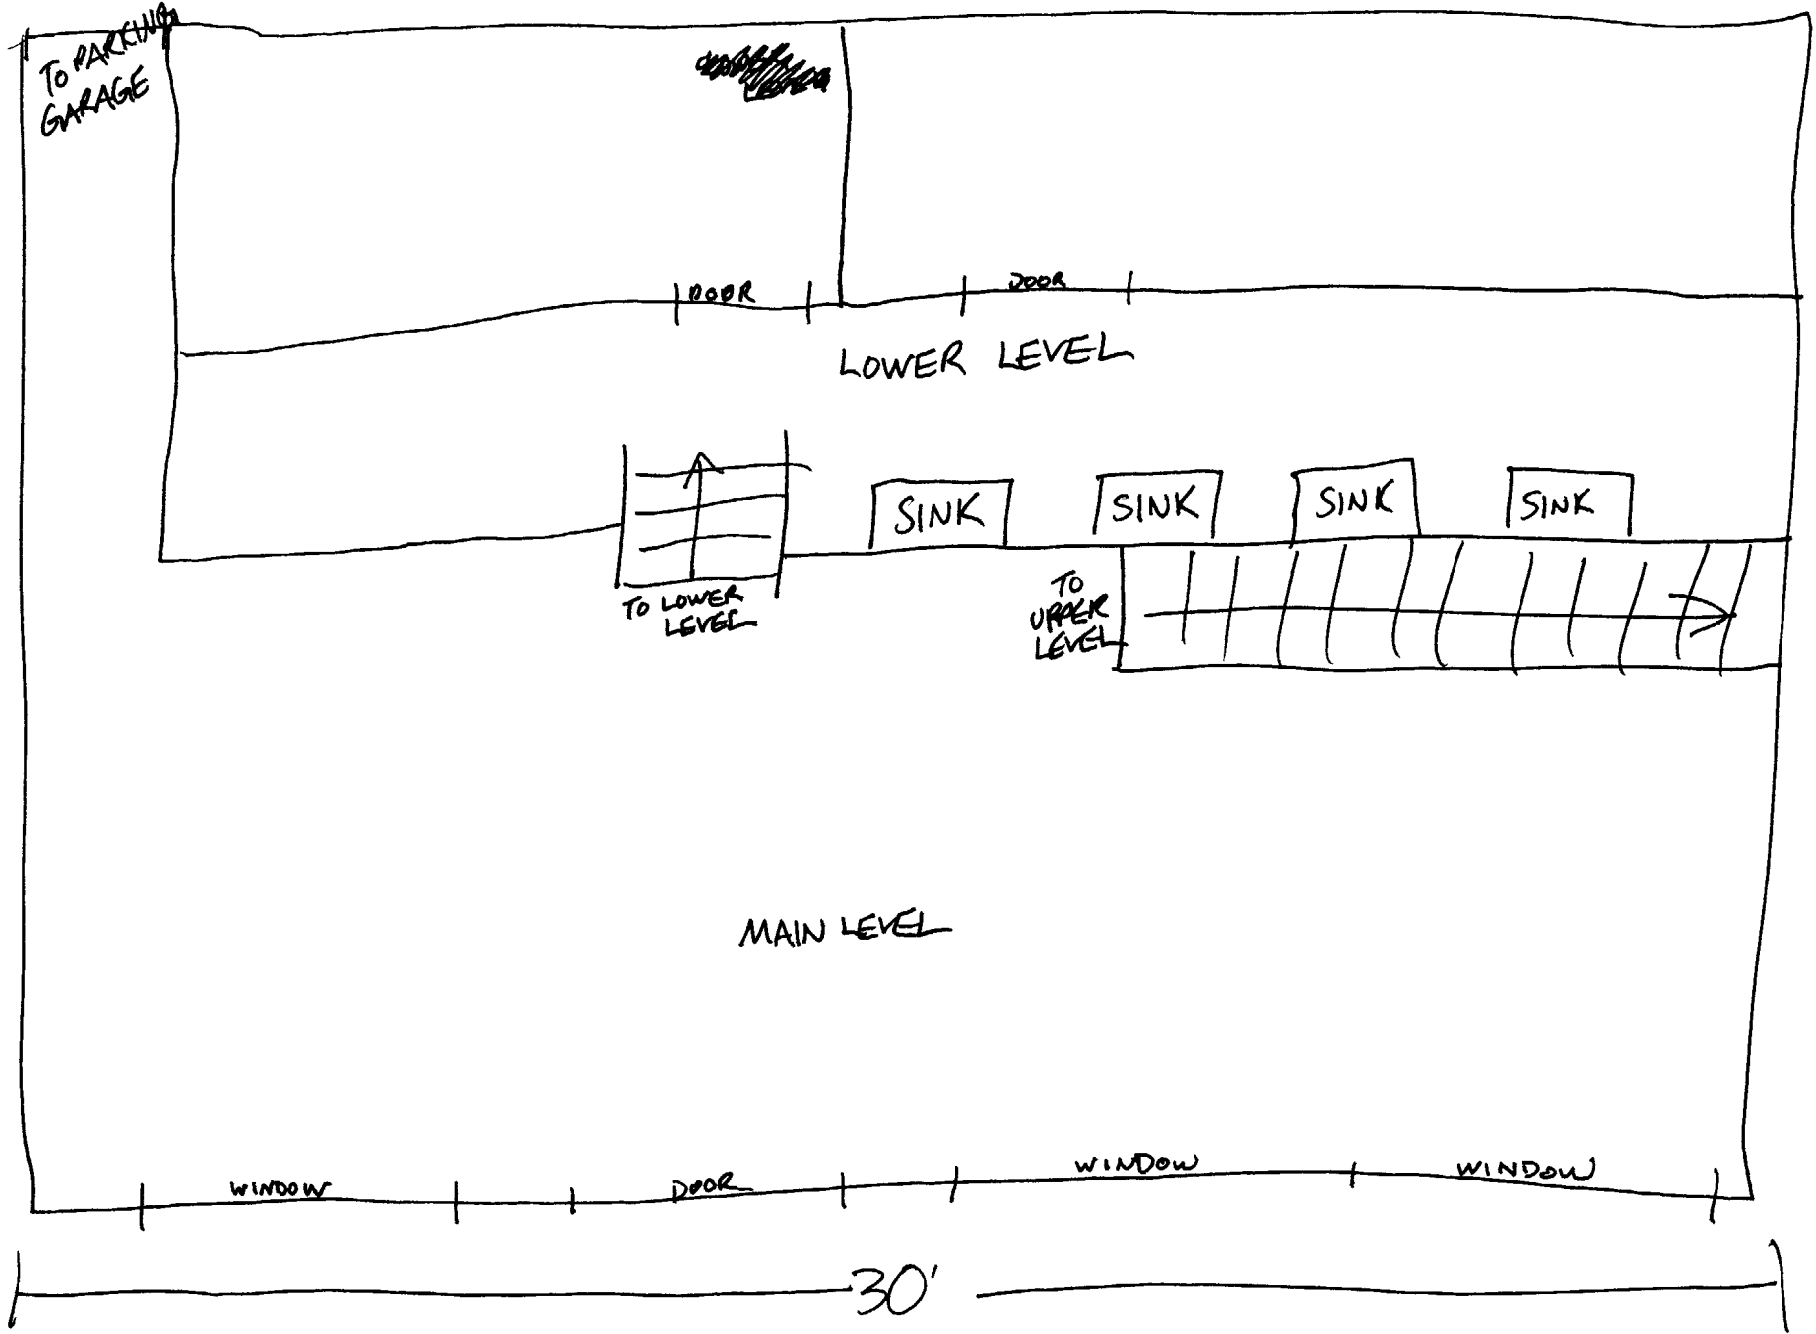 TO PARKING
GARAGE
DOOR
DOOR
LOWER LEVEL
SINK
SINK
SINK
SINK
TO LOWER
LEVEL
TO
UPPER
LEVEL
MAIN LEVEL
WINDOW
DOOR
WINDOW
WINDOW
30'